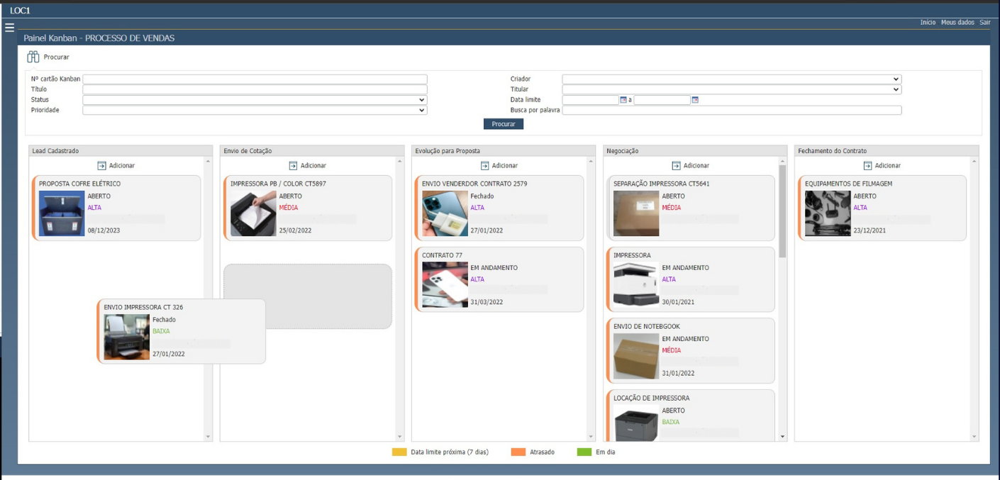 LOC1
Início Meus dados Sair
Painel Kanban - PROCESSO DE VENDAS
Procurar
Nº cartão Kanban
Criador
Título
Titular
Status
Data limite a
Prioridade
Busca por palavra
Procurar
Lead Cadastrado
Adicionar
PROPOSTA COFRE ELÉTRICO
ABERTO
ALTA
08/12/2023
ENVIO IMPRESSORA CT 326
Fechado
BAIXA
27/01/2022
Envio de Cotação
Adicionar
IMPRESSORA PB / COLOR CT5897
ABERTO
MÉDIA
25/02/2022
Evolução para Proposta
Adicionar
ENVIO VENDERDOR CONTRATO 2579
Fechado
ALTA
27/01/2022
CONTRATO 77
EM ANDAMENTO
ALTA
31/03/2022
Negociação
Adicionar
SEPARAÇÃO IMPRESSORA CT5641
ABERTO
MÉDIA
IMPRESSORA
EM ANDAMENTO
ALTA
30/01/2021
ENVIO DE NOTEBGOOK
EM ANDAMENTO
MÉDIA
31/01/2022
LOCAÇÃO DE IMPRESSORA
ABERTO
BAIXA
Fechamento do Contrato
Adicionar
EQUIPAMENTOS DE FILMAGEM
ABERTO
ALTA
23/12/2021
Data limite próxima (7 dias) Atrasado Em dia